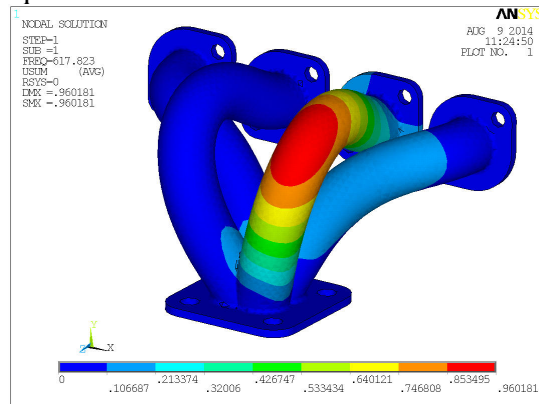 1
NODAL SOLUTION
STEP=1
SUB =1
FREQ=617.823
USUM (AVG)
RSYS=0
DMX =.960181
SMX =.960181
ANSYS
AUG 9 2014
11:24:50
PLOT NO. 1
Y
Z X
0 .213374 .426747 .640121 .853495
.106687 .32006 .533434 .746808 .960181